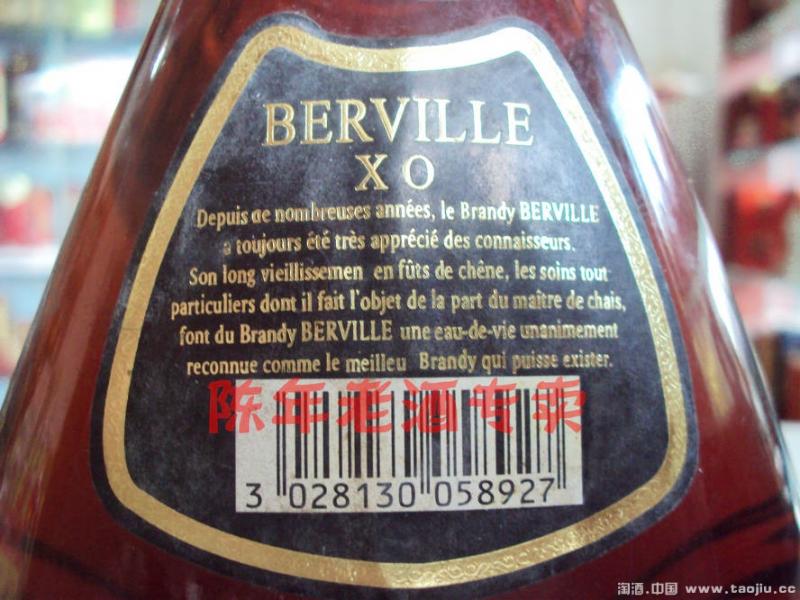 BERVILLE
XO
Depuis de nombreuses années, le Brandy BERVILLE
a toujours été très apprécié des connaisseurs.
Son long vieillissemen en fûts de chêne, les soins tout
particuliers dont il fait l'objet de la part du maître de chais,
font du Brandy BERVILLE une eau-de-vie unanimement
reconnue comme le meilleu Brandy qui puisse exister.
陈年老酒专卖
3 028130 058927
淘酒.中国 www.taojiu.cc